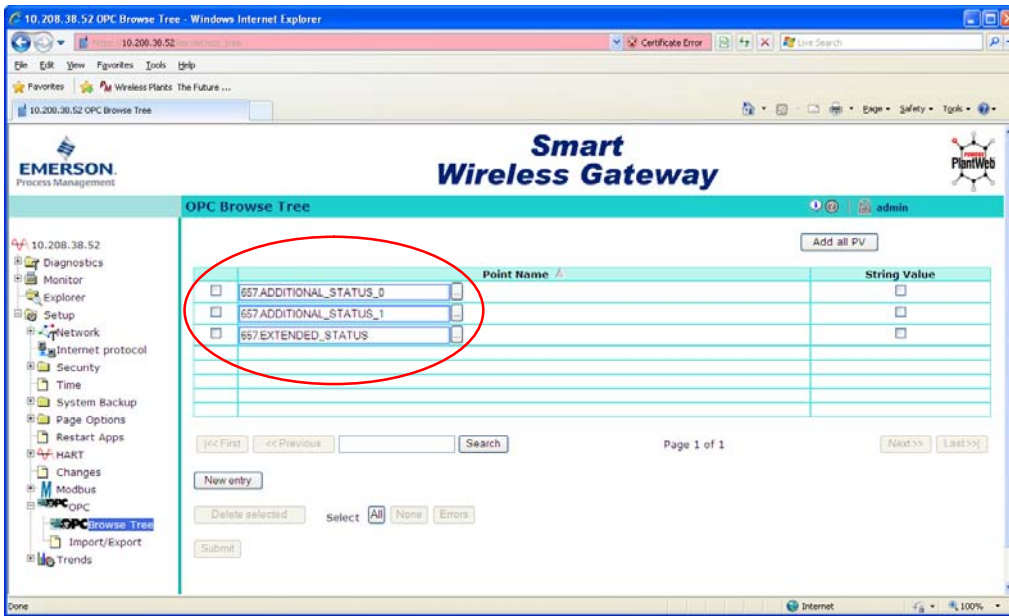 10.208.38.52 OPC Browse Tree - Windows Internet Explorer
10.208.38.52
Certificate Error
Live Search
File Edit View Favorites Tools Help
Favorites Wireless Plants The Future ...
10.208.38.52 OPC Browse Tree
Page Safety Tools
EMERSON.
Process Management
Smart
Wireless Gateway
POWERED
PlantWeb
OPC Browse Tree
admin
10.208.38.52
Diagnostics
Monitor
Explorer
Setup
Network
Internet protocol
Security
Time
System Backup
Page Options
Restart Apps
HART
Changes
Modbus
OPC OPC
OPC Browse Tree
Import/Export
Trends
Add all PV
Point Name String Value
657.ADDITIONAL_STATUS_0 ...
657.ADDITIONAL_STATUS_1 ...
657.EXTENDED_STATUS ...
|<< First << Previous Search Page 1 of 1 Next >> Last >>|
New entry
Delete selected Select All None Errors
Submit
Done Internet 100%